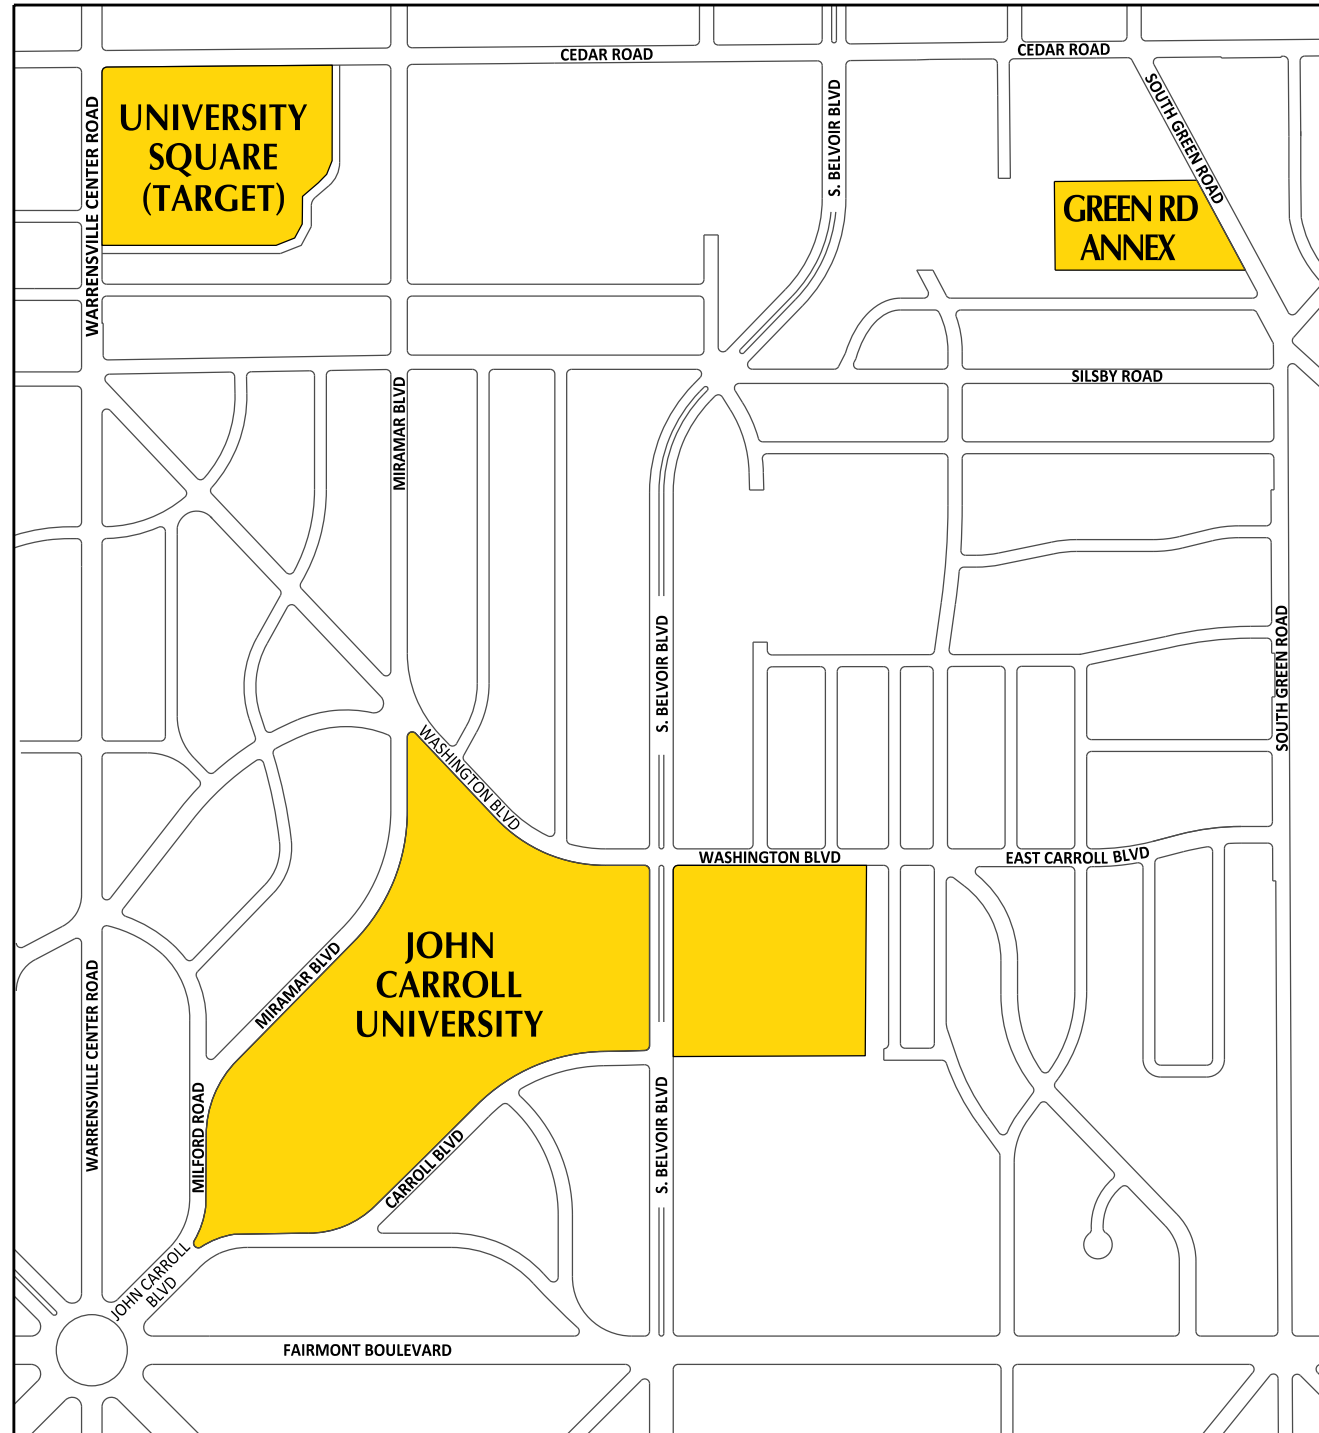 CEDAR ROAD
CEDAR ROAD
WARRENSVILLE CENTER ROAD
UNIVERSITY
SQUARE
(TARGET)
S. BELVOIR BLVD
SOUTH GREEN ROAD
GREEN RD
ANNEX
SILSBY ROAD
MIRAMAR BLVD
S. BELVOIR BLVD
SOUTH GREEN ROAD
WASHINGTON BLVD
WASHINGTON BLVD
EAST CARROLL BLVD
JOHN
CARROLL
UNIVERSITY
MIRAMAR BLVD
WARRENSVILLE CENTER ROAD
MILFORD ROAD
CARROLL BLVD
S. BELVOIR BLVD
JOHN CARROLL
BLVD
FAIRMONT BOULEVARD